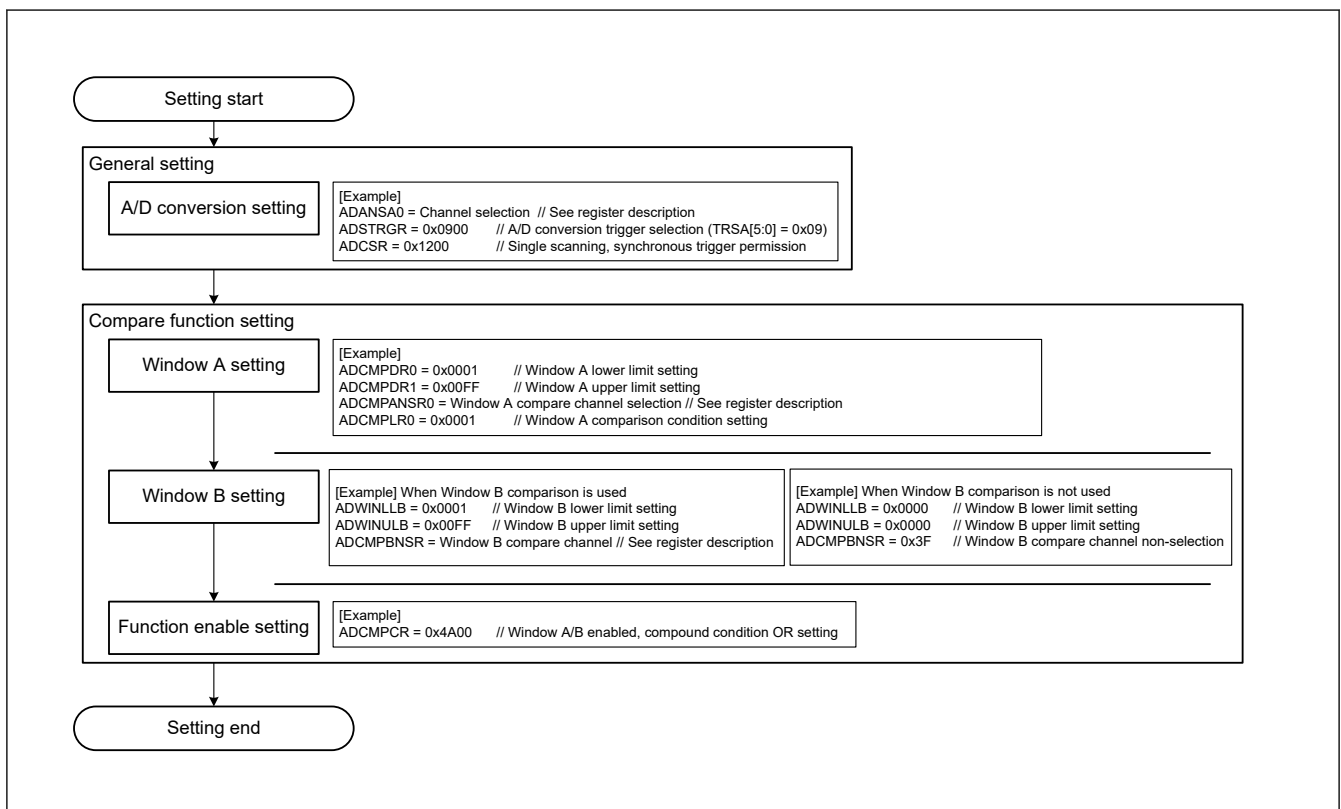 Setting start
General setting
A/D conversion setting
[Example]
ADANSA0 = Channel selection // See register description
ADSTRGR = 0x0900 // A/D conversion trigger selection (TRSA[5:0] = 0x09)
ADCSR = 0x1200 // Single scanning, synchronous trigger permission
Compare function setting
Window A setting
[Example]
ADCMPDR0 = 0x0001 // Window A lower limit setting
ADCMPDR1 = 0x00FF // Window A upper limit setting
ADCMPANSR0 = Window A compare channel selection // See register description
ADCMPLR0 = 0x0001 // Window A comparison condition setting
Window B setting
[Example] When Window B comparison is used
ADWINLLB = 0x0001 // Window B lower limit setting
ADWINULB = 0x00FF // Window B upper limit setting
ADCMPBNSR = Window B compare channel // See register description
[Example] When Window B comparison is not used
ADWINLLB = 0x0000 // Window B lower limit setting
ADWINULB = 0x0000 // Window B upper limit setting
ADCMPBNSR = 0x3F // Window B compare channel non-selection
Function enable setting
[Example]
ADCMPCR = 0x4A00 // Window A/B enabled, compound condition OR setting
Setting end